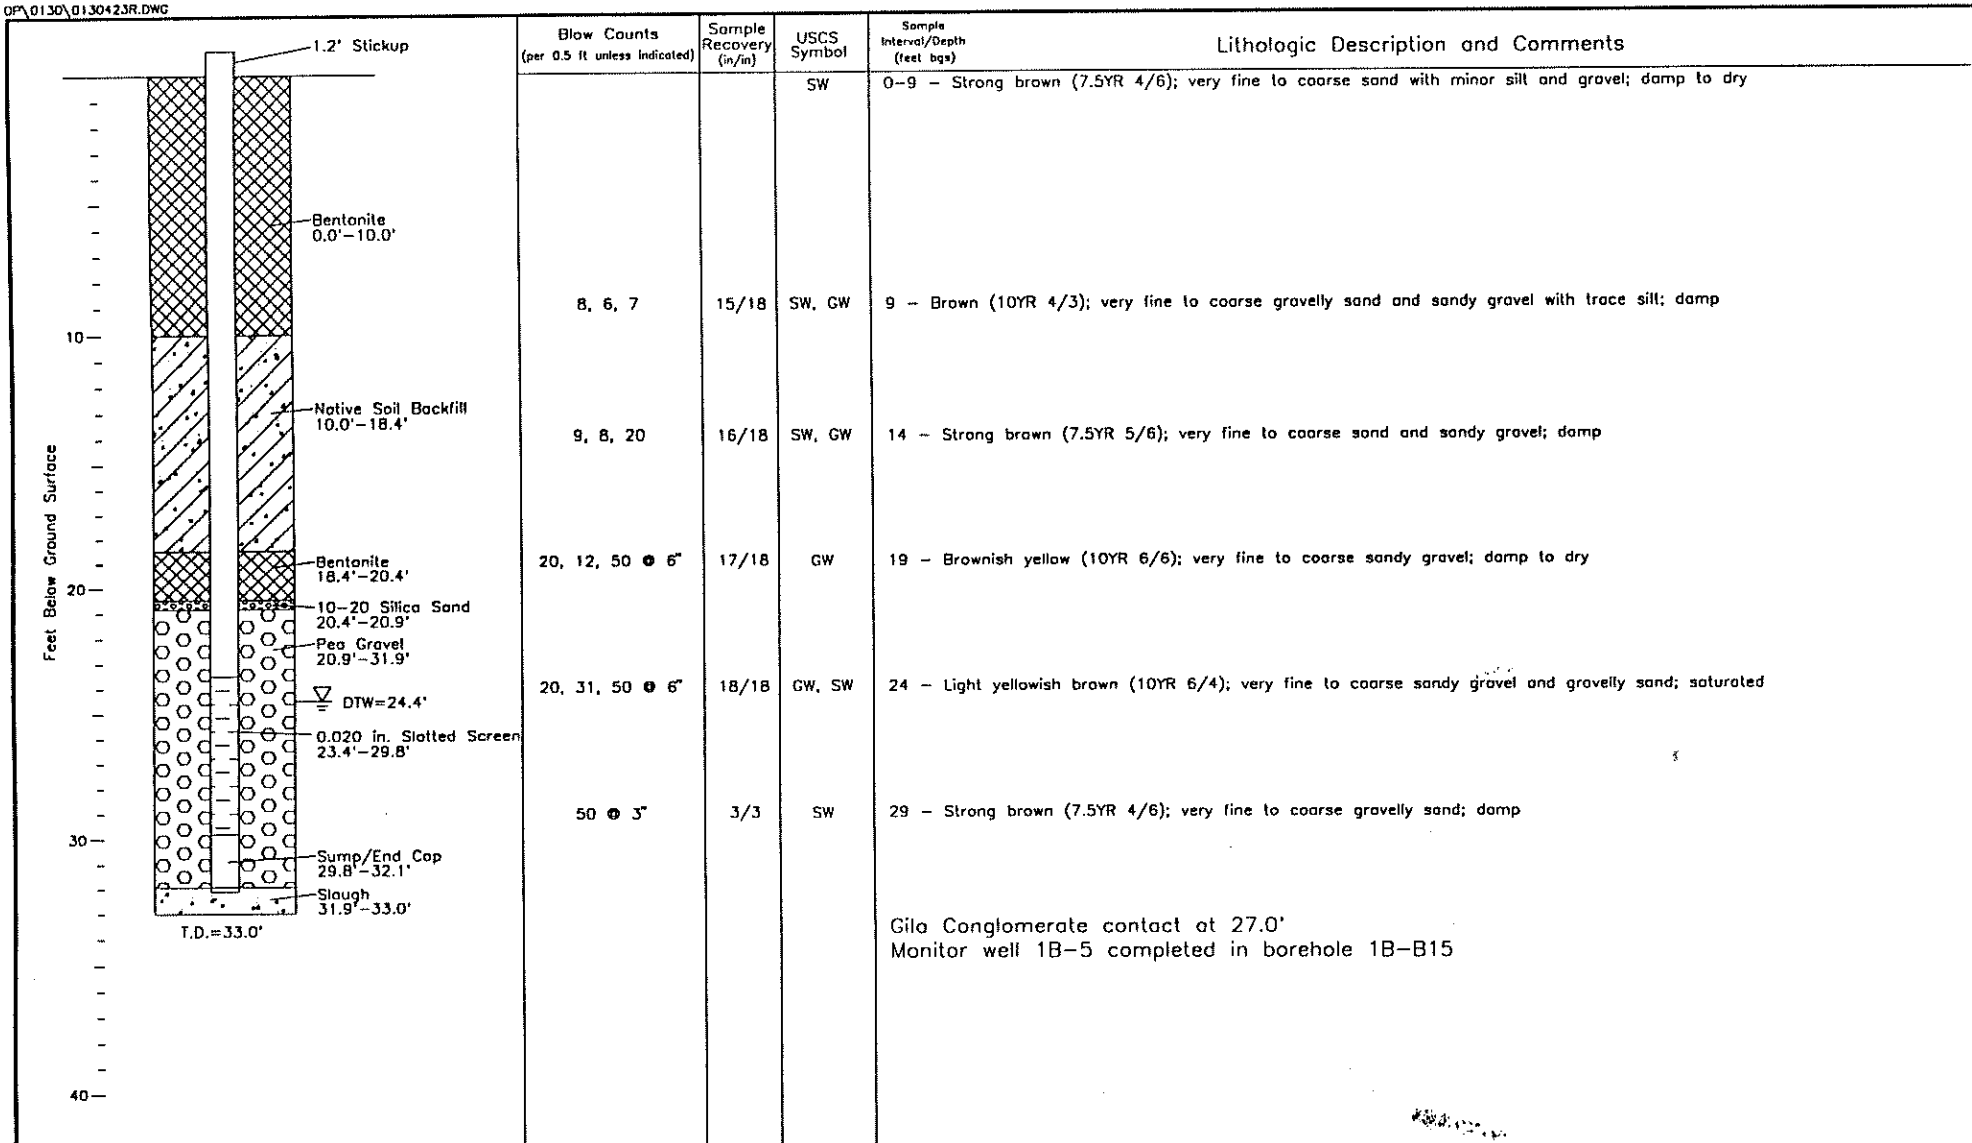 OP\0130\0130423R.DWG
1.2' Stickup
Blow Counts
(per 0.5 ft unless indicated)
Sample
Recovery
(in/in)
USCS
Symbol
Sample
Interval/Depth
(feet bgs)
Lithologic Description and Comments
SW
0-9 - Strong brown (7.5YR 4/6); very fine to coarse sand with minor silt and gravel; damp to dry
Bentonite
0.0'-10.0'
8, 6, 7
15/18
SW, GW
9 - Brown (10YR 4/3); very fine to coarse gravelly sand and sandy gravel with trace silt; damp
10
Native Soil Backfill
10.0'-18.4'
9, 8, 20
16/18
SW, GW
14 - Strong brown (7.5YR 5/6); very fine to coarse sand and sandy gravel; damp
Feet Below Ground Surface
Bentonite
18.4'-20.4'
20, 12, 50 @ 6"
17/18
GW
19 - Brownish yellow (10YR 6/6); very fine to coarse sandy gravel; damp to dry
20
10-20 Silica Sand
20.4'-20.9'
Pea Gravel
20.9'-31.9'
20, 31, 50 @ 6"
18/18
GW, SW
24 - Light yellowish brown (10YR 6/4); very fine to coarse sandy gravel and gravelly sand; saturated
DTW=24.4'
0.020 in. Slotted Screen
23.4'-29.8'
50 @ 3"
3/3
SW
29 - Strong brown (7.5YR 4/6); very fine to coarse gravelly sand; damp
30
Sump/End Cap
29.8'-32.1'
Slough
31.9'-33.0'
T.D.=33.0'
Gila Conglomerate contact at 27.0'
Monitor well 1B-5 completed in borehole 1B-B15
40